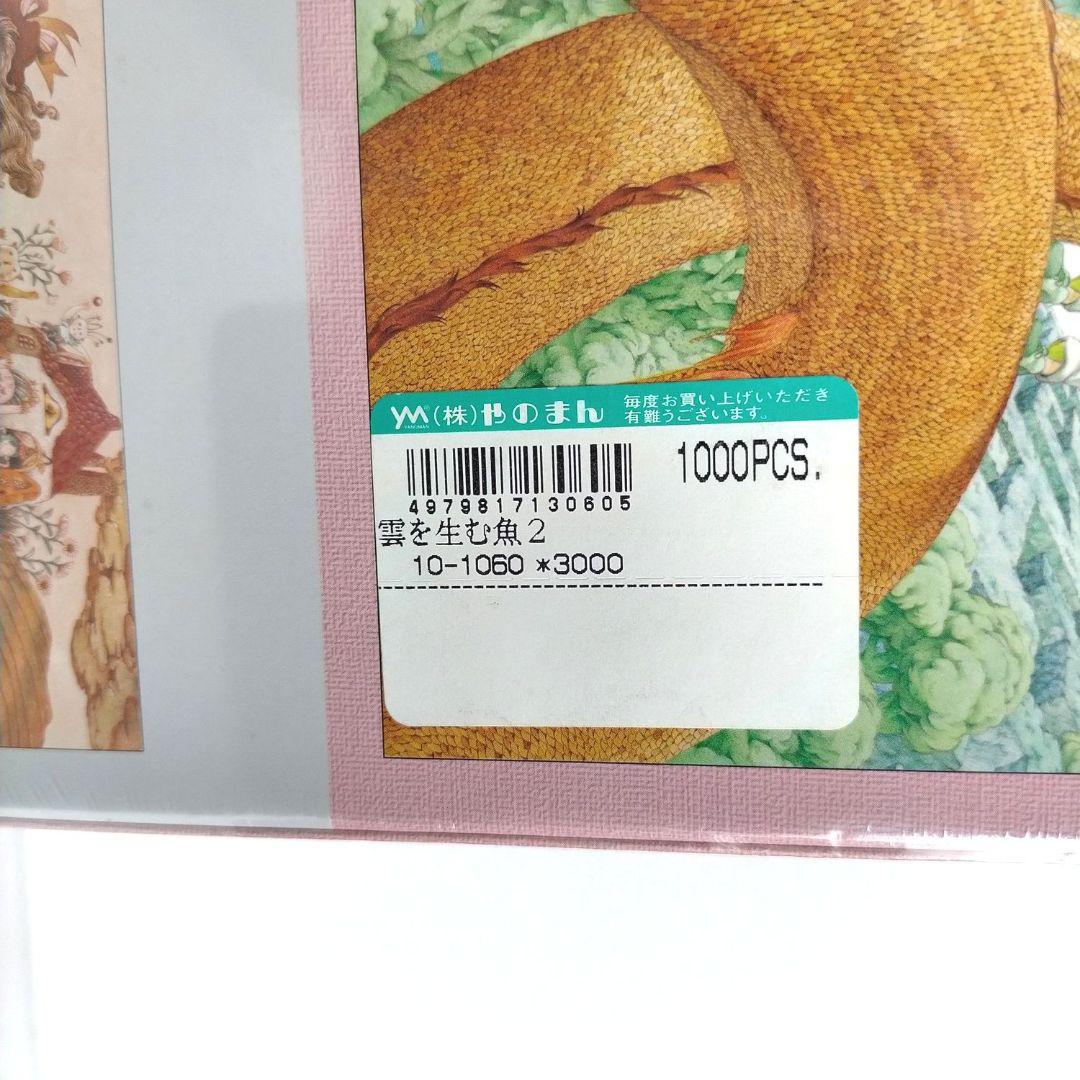 YM® (株)やのまん 毎度お買い上げいただき
YANOMAN 有難うございます。
1000PCS.
4979817130605
雲を生む魚2
10-1060 *3000